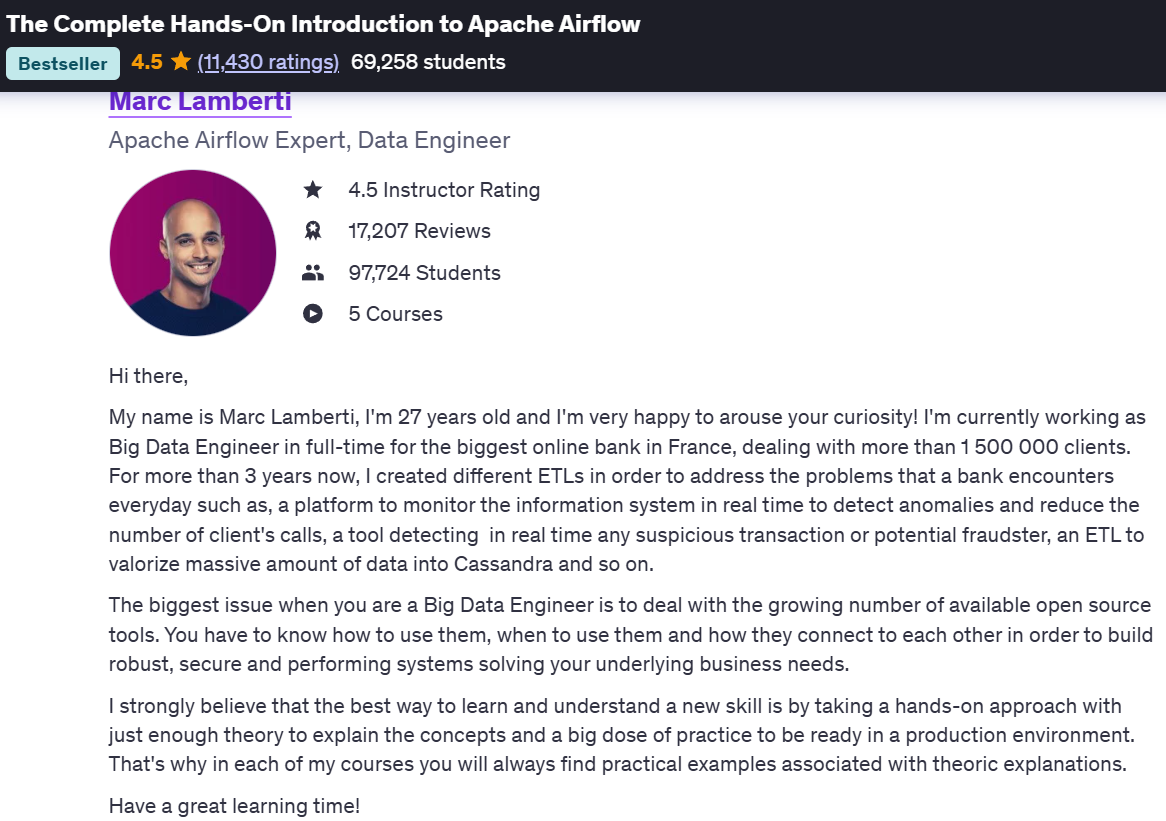 The Complete Hands-On Introduction to Apache Airflow
Bestseller 4.5 ★ (11,430 ratings) 69,258 students
Marc Lamberti
Apache Airflow Expert, Data Engineer
4.5 Instructor Rating
17,207 Reviews
97,724 Students
5 Courses
Hi there,
My name is Marc Lamberti, I'm 27 years old and I'm very happy to arouse your curiosity! I'm currently working as
Big Data Engineer in full-time for the biggest online bank in France, dealing with more than 1 500 000 clients.
For more than 3 years now, I created different ETLs in order to address the problems that a bank encounters
everyday such as, a platform to monitor the information system in real time to detect anomalies and reduce the
number of client's calls, a tool detecting  in real time any suspicious transaction or potential fraudster, an ETL to
valorize massive amount of data into Cassandra and so on.
The biggest issue when you are a Big Data Engineer is to deal with the growing number of available open source
tools. You have to know how to use them, when to use them and how they connect to each other in order to build
robust, secure and performing systems solving your underlying business needs.
I strongly believe that the best way to learn and understand a new skill is by taking a hands-on approach with
just enough theory to explain the concepts and a big dose of practice to be ready in a production environment.
That's why in each of my courses you will always find practical examples associated with theoric explanations.
Have a great learning time!